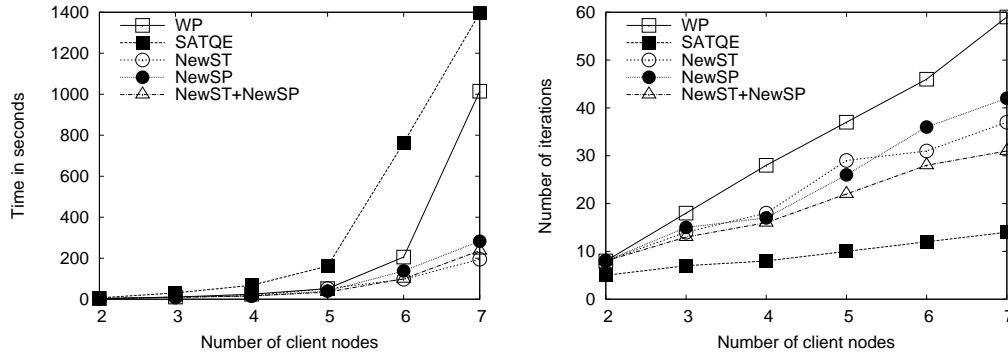 1400
1200
1000
800
600
400
200
0
2 3 4 5 6 7
Time in seconds
Number of client nodes
WP
SATQE
NewST
NewSP
NewST+NewSP
60
50
40
30
20
10
0
2 3 4 5 6 7
Number of iterations
Number of client nodes
WP
SATQE
NewST
NewSP
NewST+NewSP